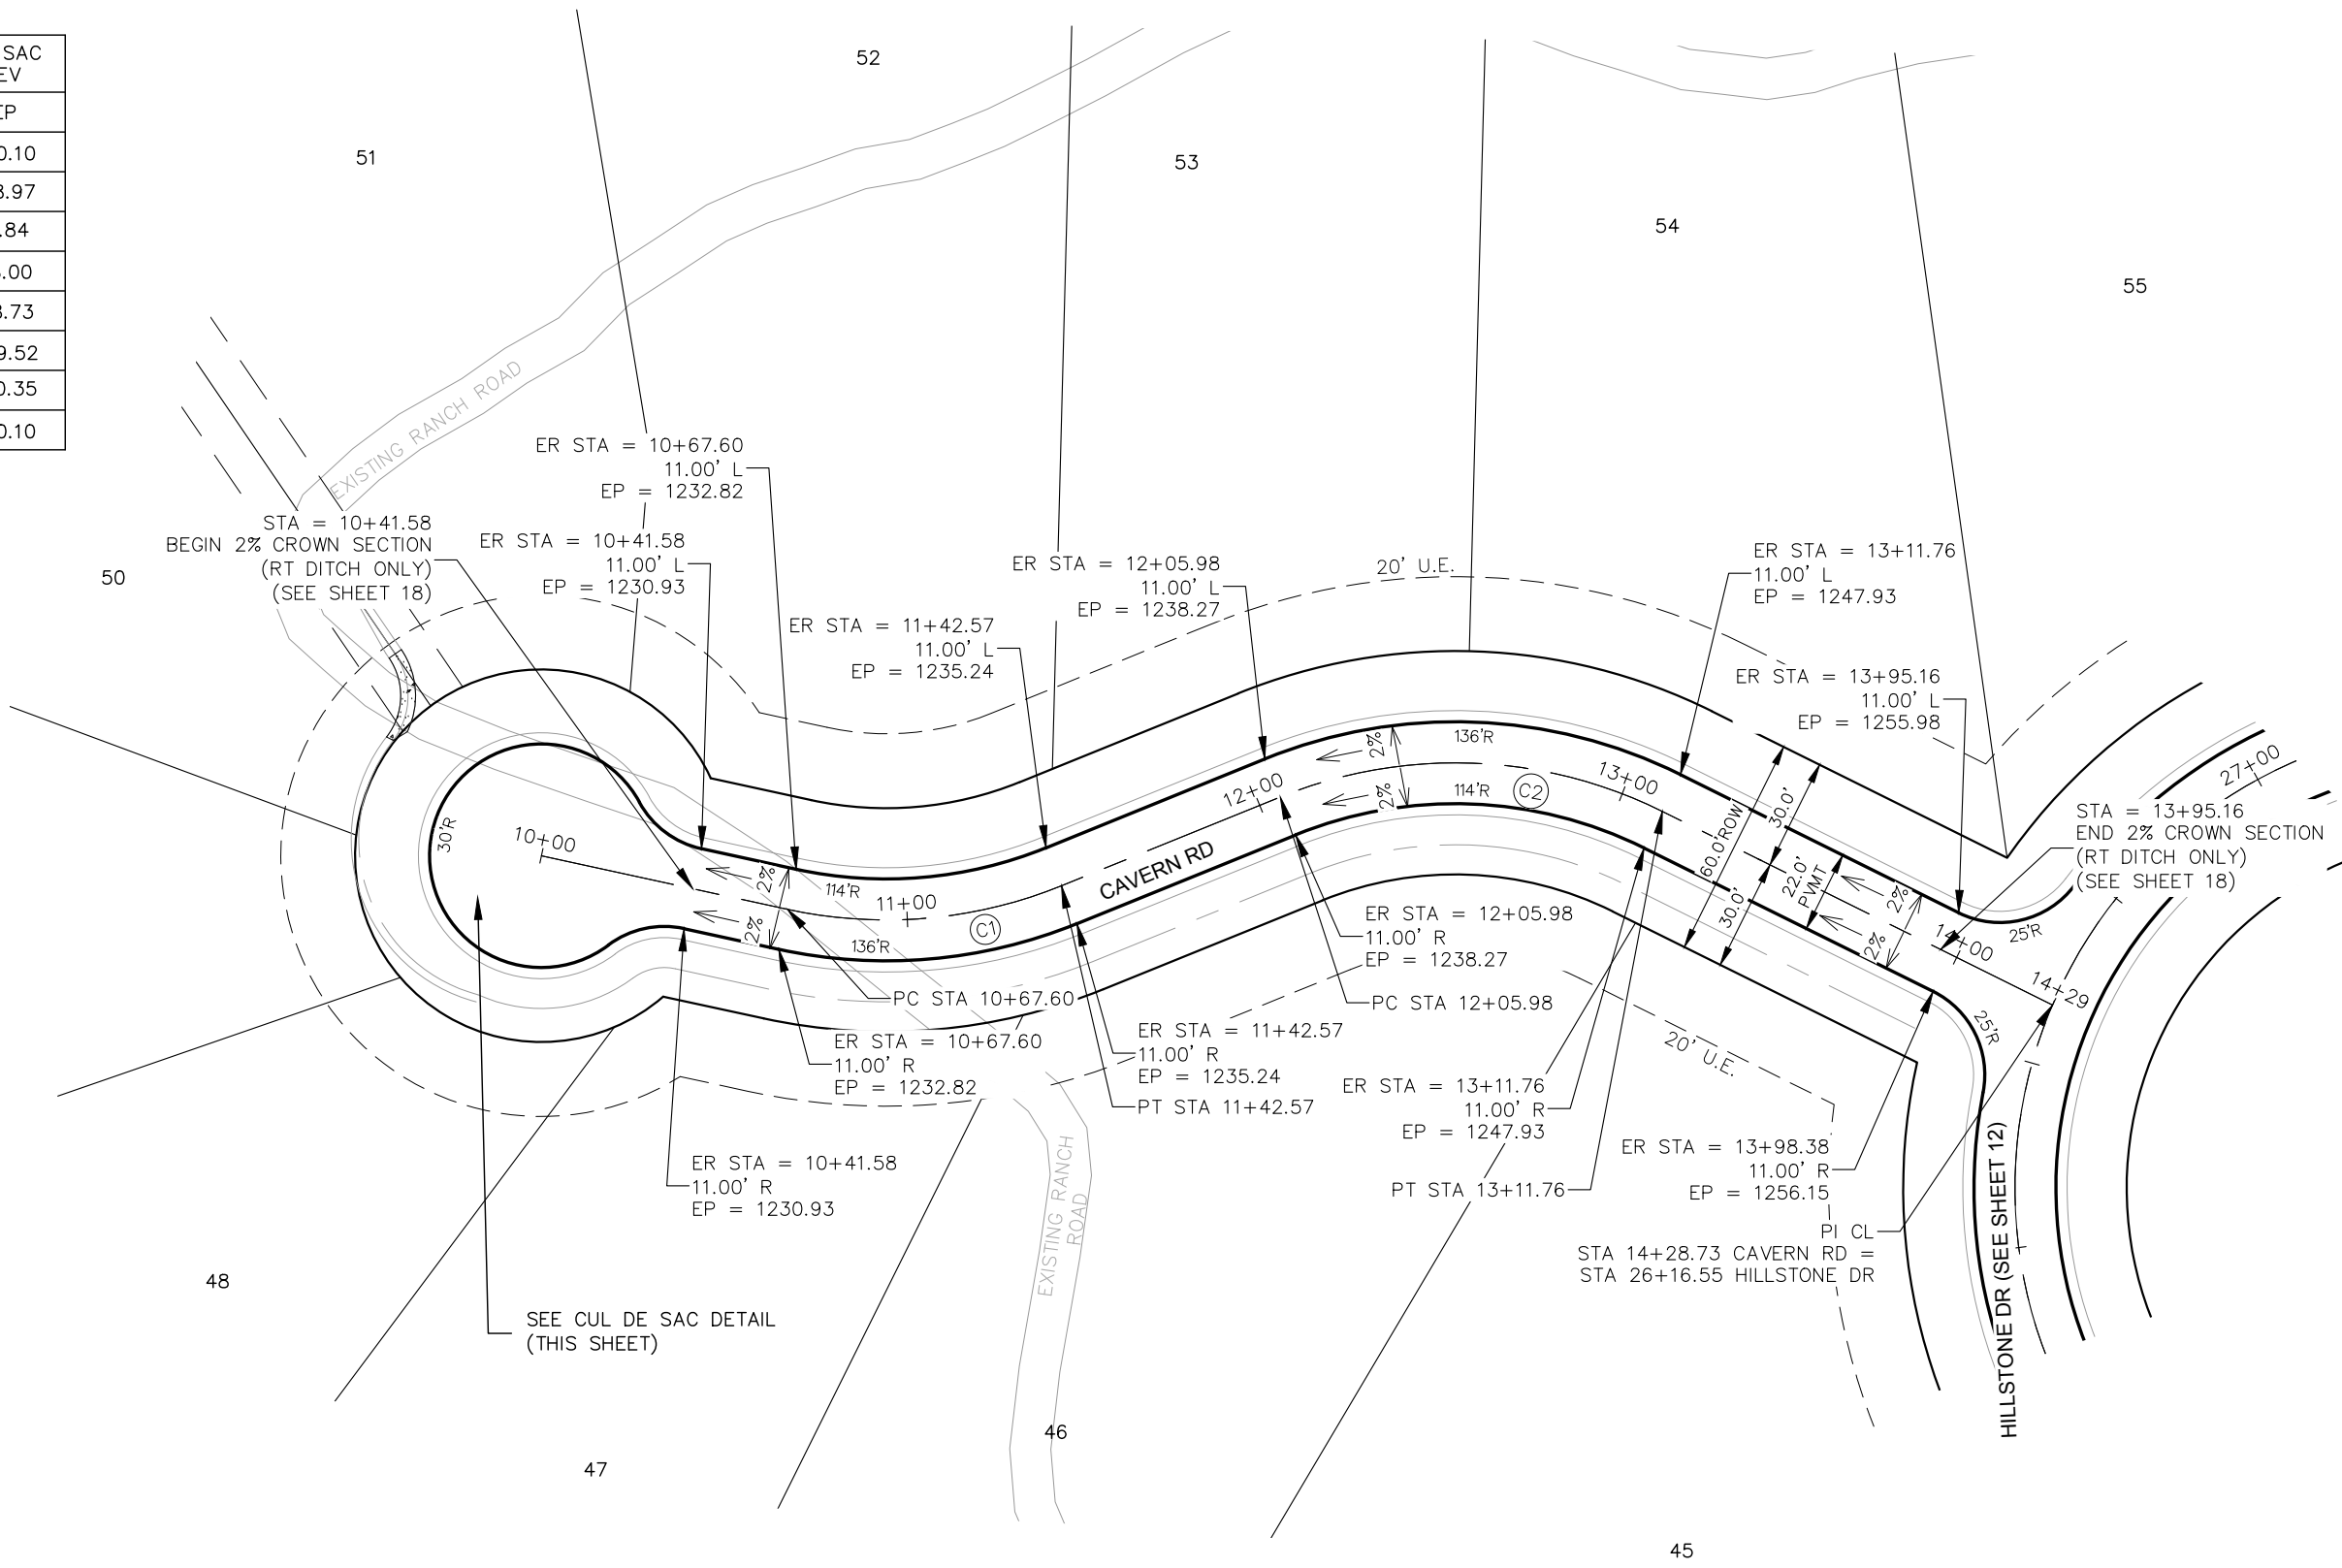 SAC
EV
EP
0.10
8.97
.84
.00
8.73
9.52
0.35
0.10
52
51
53
54
55
50
EXISTING RANCH ROAD
ER STA = 10+67.60
11.00' L
EP = 1232.82
STA = 10+41.58
BEGIN 2% CROWN SECTION
(RT DITCH ONLY)
(SEE SHEET 18)
ER STA = 10+41.58
11.00' L
EP = 1230.93
ER STA = 11+42.57
11.00' L
EP = 1235.24
ER STA = 12+05.98
11.00' L
EP = 1238.27
20' U.E.
ER STA = 13+11.76
11.00' L
EP = 1247.93
ER STA = 13+95.16
11.00' L
EP = 1255.98
STA = 13+95.16
END 2% CROWN SECTION
(RT DITCH ONLY)
(SEE SHEET 18)
27+00
30'R
10+00
2%
2%
114'R
11+00
136'R
C1
CAVERN RD
12+00
2%
2%
136'R
114'R
C2
13+00
60.0'ROW
30.0'
30.0'
22.0'
PVMT
2%
2%
14+00
25'R
14+29
25'R
PC STA 10+67.60
ER STA = 10+67.60
11.00' R
EP = 1232.82
ER STA = 11+42.57
11.00' R
EP = 1235.24
PT STA 11+42.57
ER STA = 12+05.98
11.00' R
EP = 1238.27
PC STA 12+05.98
20' U.E.
ER STA = 13+11.76
11.00' R
EP = 1247.93
PT STA 13+11.76
ER STA = 13+98.38
11.00' R
EP = 1256.15
PI CL
STA 14+28.73 CAVERN RD =
STA 26+16.55 HILLSTONE DR
HILLSTONE DR (SEE SHEET 12)
ER STA = 10+41.58
11.00' R
EP = 1230.93
EXISTING RANCH
ROAD
SEE CUL DE SAC DETAIL
(THIS SHEET)
48
47
46
45